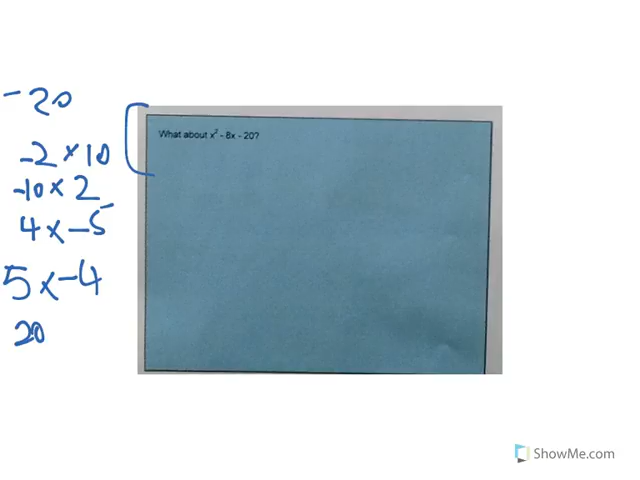 -20
-2 × 10
-10 × 2
4 x -5
5 x -4
20
What about x² - 8x - 20?
ShowMe.com